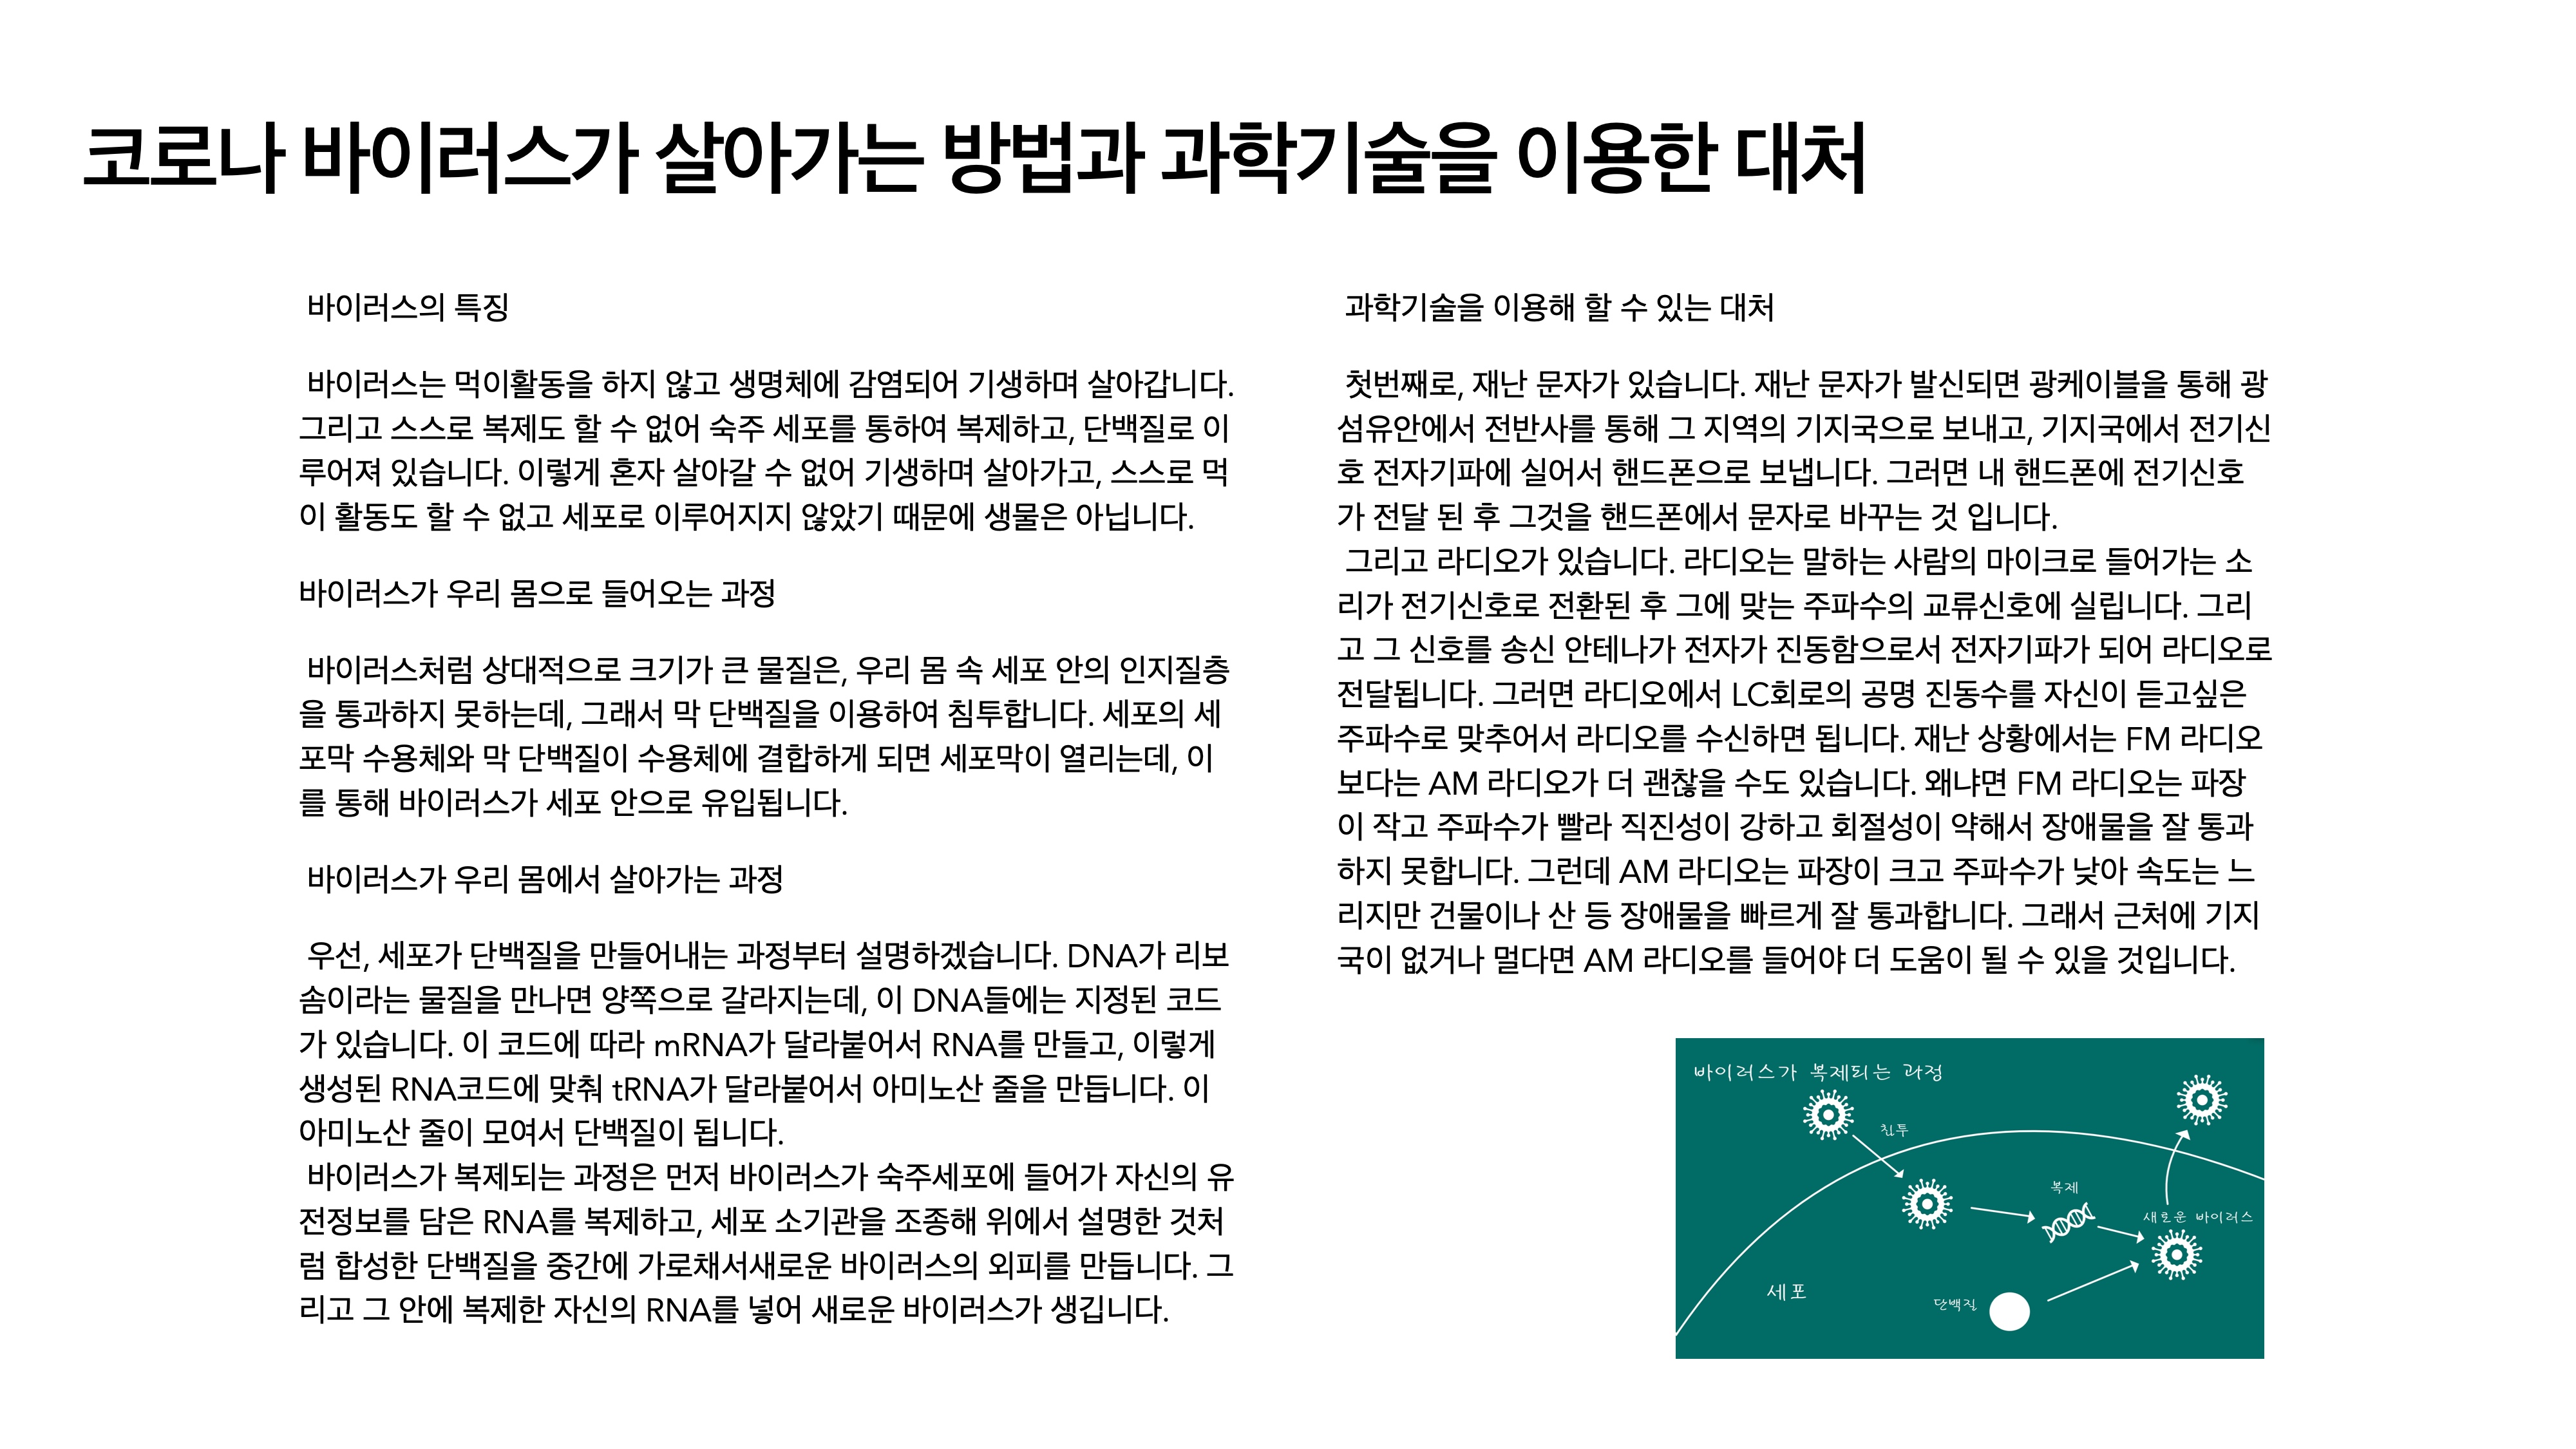 코로나 바이러스가 살아가는 방법과 과학기술을 이용한 대처
바이러스의 특징
바이러스는 먹이활동을 하지 않고 생명체에 감염되어 기생하며 살아갑니다.
그리고 스스로 복제도 할 수 없어 숙주 세포를 통하여 복제하고, 단백질로 이
루어져 있습니다. 이렇게 혼자 살아갈 수 없어 기생하며 살아가고, 스스로 먹
이 활동도 할 수 없고 세포로 이루어지지 않았기 때문에 생물은 아닙니다.
바이러스가 우리 몸으로 들어오는 과정
바이러스처럼 상대적으로 크기가 큰 물질은, 우리 몸 속 세포 안의 인지질층
을 통과하지 못하는데, 그래서 막 단백질을 이용하여 침투합니다. 세포의 세
포막 수용체와 막 단백질이 수용체에 결합하게 되면 세포막이 열리는데, 이
를 통해 바이러스가 세포 안으로 유입됩니다.
바이러스가 우리 몸에서 살아가는 과정
우선, 세포가 단백질을 만들어내는 과정부터 설명하겠습니다. DNA가 리보
솜이라는 물질을 만나면 양쪽으로 갈라지는데, 이 DNA들에는 지정된 코드
가 있습니다. 이 코드에 따라 mRNA가 달라붙어서 RNA를 만들고, 이렇게
생성된 RNA코드에 맞춰 tRNA가 달라붙어서 아미노산 줄을 만듭니다. 이
아미노산 줄이 모여서 단백질이 됩니다.
바이러스가 복제되는 과정은 먼저 바이러스가 숙주세포에 들어가 자신의 유
전정보를 담은 RNA를 복제하고, 세포 소기관을 조종해 위에서 설명한 것처
럼 합성한 단백질을 중간에 가로채서새로운 바이러스의 외피를 만듭니다. 그
리고 그 안에 복제한 자신의 RNA를 넣어 새로운 바이러스가 생깁니다.
과학기술을 이용해 할 수 있는 대처
첫번째로, 재난 문자가 있습니다. 재난 문자가 발신되면 광케이블을 통해 광
섬유안에서 전반사를 통해 그 지역의 기지국으로 보내고, 기지국에서 전기신
호 전자기파에 실어서 핸드폰으로 보냅니다. 그러면 내 핸드폰에 전기신호
가 전달 된 후 그것을 핸드폰에서 문자로 바꾸는 것 입니다.
그리고 라디오가 있습니다. 라디오는 말하는 사람의 마이크로 들어가는 소
리가 전기신호로 전환된 후 그에 맞는 주파수의 교류신호에 실립니다. 그리
고 그 신호를 송신 안테나가 전자가 진동함으로서 전자기파가 되어 라디오로
전달됩니다. 그러면 라디오에서 LC회로의 공명 진동수를 자신이 듣고싶은
주파수로 맞추어서 라디오를 수신하면 됩니다. 재난 상황에서는 FM 라디오
보다는 AM 라디오가 더 괜찮을 수도 있습니다. 왜냐면 FM 라디오는 파장
이 작고 주파수가 빨라 직진성이 강하고 회절성이 약해서 장애물을 잘 통과
하지 못합니다. 그런데 AM 라디오는 파장이 크고 주파수가 낮아 속도는 느
리지만 건물이나 산 등 장애물을 빠르게 잘 통과합니다. 그래서 근처에 기지
국이 없거나 멀다면 AM 라디오를 들어야 더 도움이 될 수 있을 것입니다.
바이러스가 복제되는 과정
침투
복제
새로운 바이러스
세포
단백질